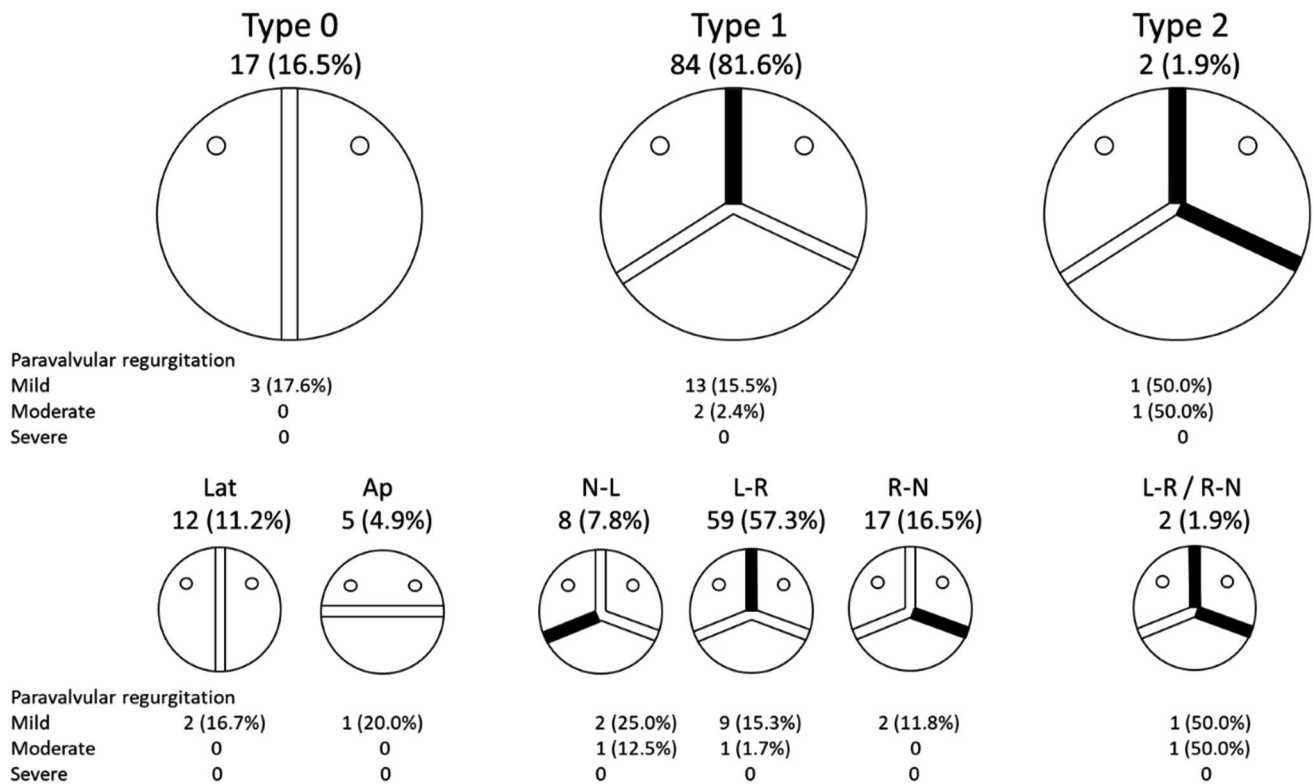 Type 0 Type 1 Type 2
17 (16.5%) 84 (81.6%) 2 (1.9%)
Paravalvular regurgitation
Mild 3 (17.6%) 13 (15.5%) 1 (50.0%)
Moderate 0 2 (2.4%) 1 (50.0%)
Severe 0 0 0
Lat Ap N-L L-R R-N L-R / R-N
12 (11.2%) 5 (4.9%) 8 (7.8%) 59 (57.3%) 17 (16.5%) 2 (1.9%)
Paravalvular regurgitation
Mild 2 (16.7%) 1 (20.0%) 2 (25.0%) 9 (15.3%) 2 (11.8%) 1 (50.0%)
Moderate 0 0 1 (12.5%) 1 (1.7%) 0 1 (50.0%)
Severe 0 0 0 0 0 0